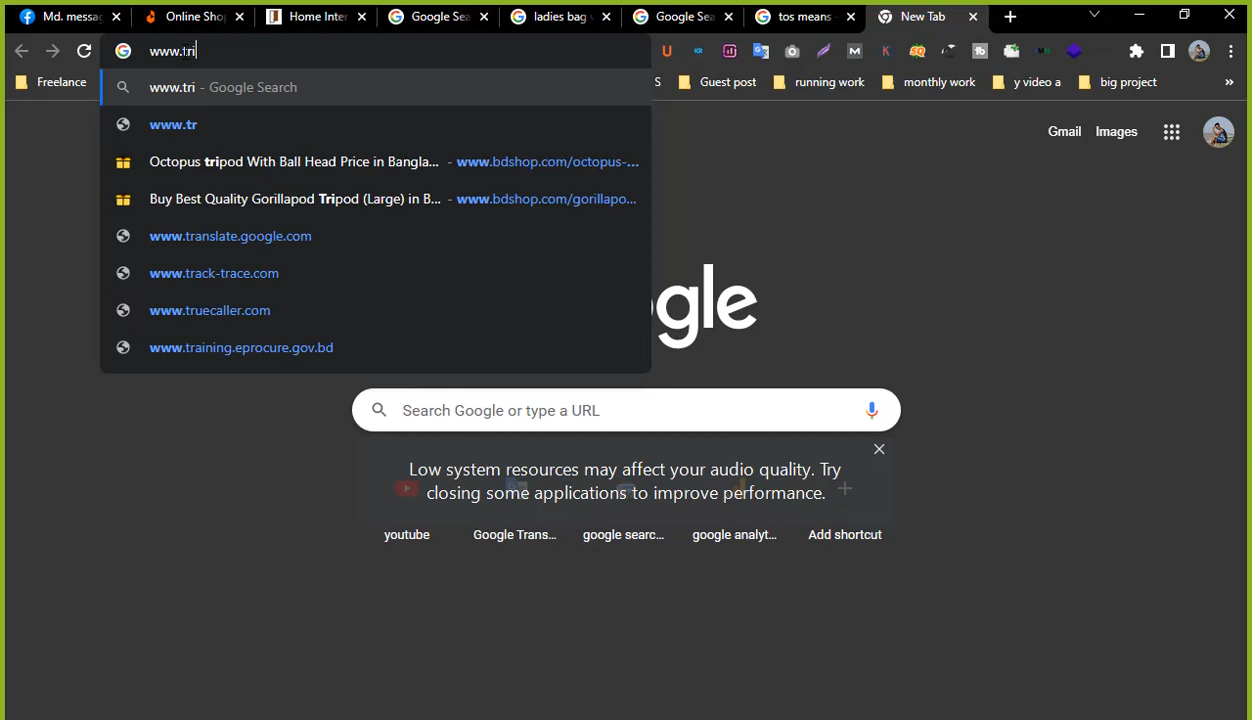 Md. messag
Online Shop
Home Inter
Google Sea
ladies bag
Google Sea
tos means -
New Tab
www.tri
Freelance
S
Guest post
running work
monthly work
y video a
big project
»
www.tri - Google Search
www.tr
Octopus tripod With Ball Head Price in Bangla... - www.bdshop.com/octopus-...
Buy Best Quality Gorillapod Tripod (Large) in B... - www.bdshop.com/gorillapo...
www.translate.google.com
www.track-trace.com
www.truecaller.com
www.training.eprocure.gov.bd
Gmail
Images
ogle
Search Google or type a URL
Low system resources may affect your audio quality. Try
closing some applications to improve performance.
youtube
Google Trans...
google searc...
google analyt...
Add shortcut